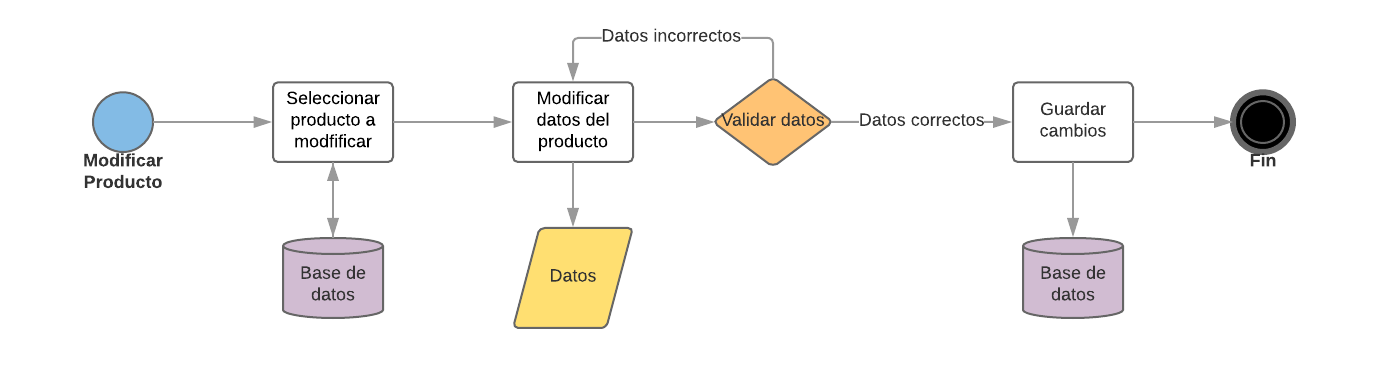 Datos incorrectos
Modificar
Producto
Seleccionar
producto a
modfificar
Modificar
datos del
producto
Validar datos
Datos correctos
Guardar
cambios
Fin
Base de
datos
Datos
Base de
datos